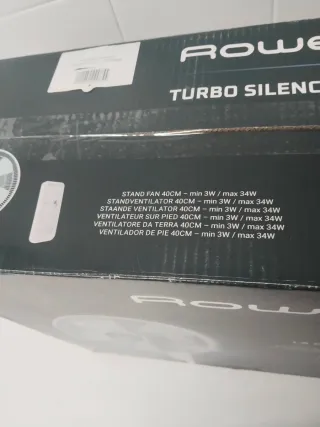 ROWE
TURBO SILENC
STAND FAN 40CM – min 3W / max 34W
STANDVENTILATOR 40CM – min 3W / max 34W
STAANDE VENTILATOR 40CM – min 3W / max 34W
VENTILATEUR SUR PIED 40CM – min 3W / max 34W
VENTILATORE DA TERRA 40CM – min 3W / max 34W
VENTILADOR DE PIE 40CM – min 3W / max 34W
ROWE